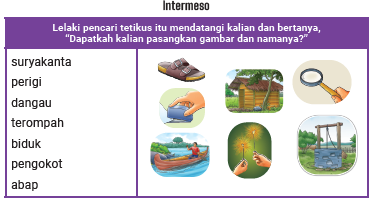 Intermeso
Lelaki pencari tetikus itu mendatangi kalian dan bertanya,
“Dapatkah kalian pasangkan gambar dan namanya?”
suryakanta
perigi
dangau
terompah
biduk
pengokot
abap